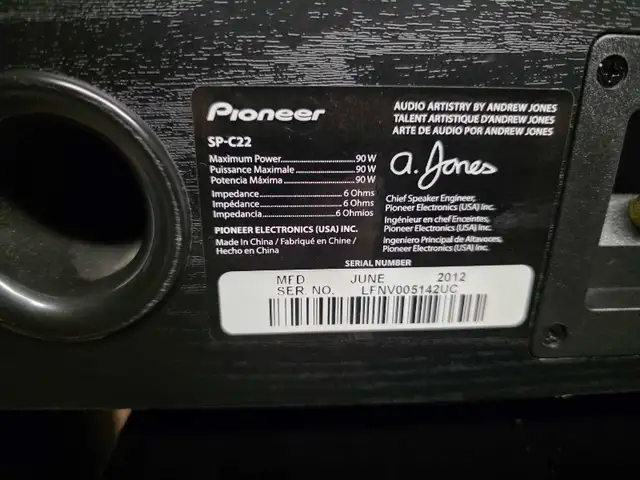 Pioneer
SP-C22
Maximum Power..................90 W
Puissance Maximale..................90 W
Potencia Máxima..................90 W
Impedance..................6 Ohms
Impédance..................6 Ohms
Impedancia..................6 Ohmios
PIONEER ELECTRONICS (USA) INC.
Made In China / Fabriqué en Chine /
Hecho en China
AUDIO ARTISTRY BY ANDREW JONES
TALENT ARTISTIQUE D'ANDREW JONES
ARTE DE AUDIO POR ANDREW JONES
a. Jones
Chief Speaker Engineer,
Pioneer Electronics (USA) Inc.
Ingénieur en chef Enceintes,
Pioneer Electronics (USA) Inc.
Ingeniero Principal de Altavoces,
Pioneer Electronics (USA) Inc.
SERIAL NUMBER
MFD JUNE 2012
SER. NO. LFNV005142UC